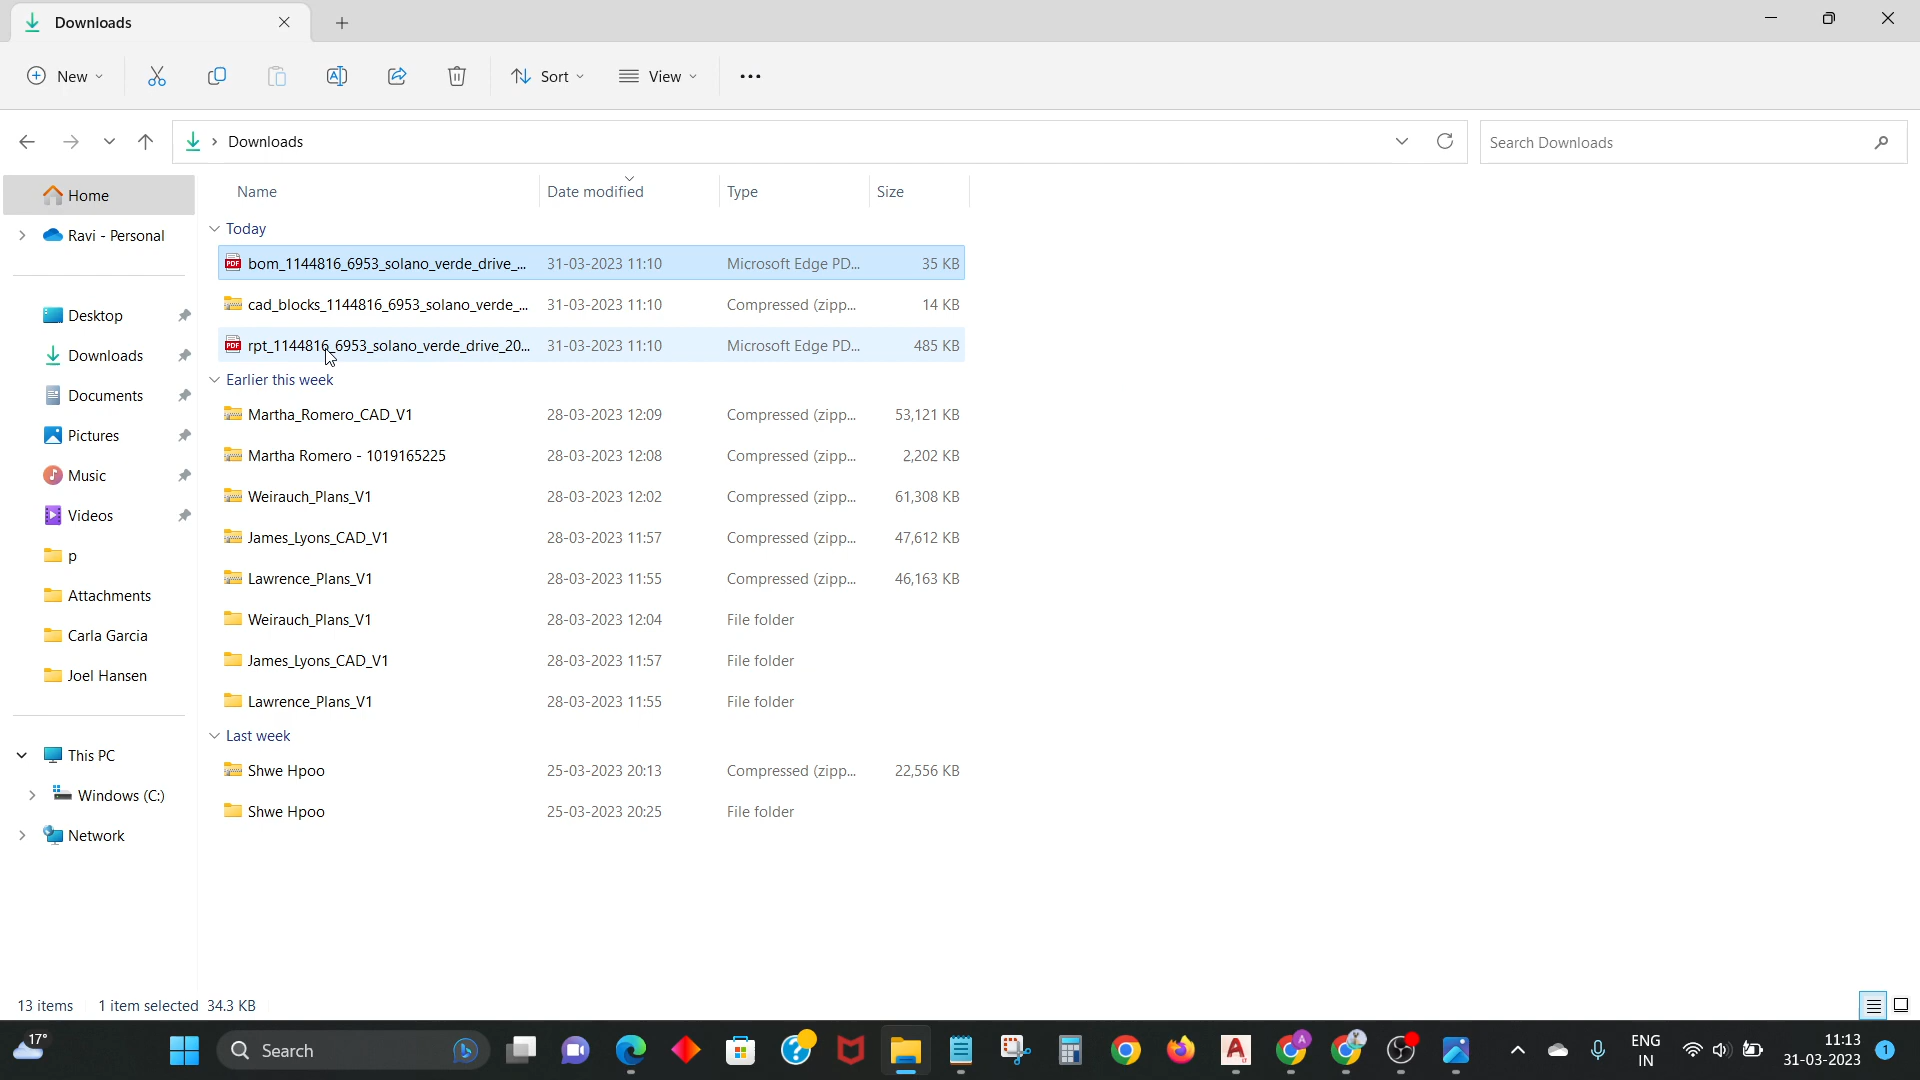 Downloads
New
Sort
View
Downloads
Search Downloads
Home
Ravi - Personal
Desktop
Downloads
Documents
Pictures
Music
Videos
p
Attachments
Carla Garcia
Joel Hansen
This PC
Windows (C:)
Network
Name Date modified Type Size
Today
bom_1144816_6953_solano_verde_drive_... 31-03-2023 11:10 Microsoft Edge PD... 35 KB
cad_blocks_1144816_6953_solano_verde_... 31-03-2023 11:10 Compressed (zipp... 14 KB
rpt_1144816_6953_solano_verde_drive_20... 31-03-2023 11:10 Microsoft Edge PD... 485 KB
Earlier this week
Martha_Romero_CAD_V1 28-03-2023 12:09 Compressed (zipp... 53,121 KB
Martha Romero - 1019165225 28-03-2023 12:08 Compressed (zipp... 2,202 KB
Weirauch_Plans_V1 28-03-2023 12:02 Compressed (zipp... 61,308 KB
James_Lyons_CAD_V1 28-03-2023 11:57 Compressed (zipp... 47,612 KB
Lawrence_Plans_V1 28-03-2023 11:55 Compressed (zipp... 46,163 KB
Weirauch_Plans_V1 28-03-2023 12:04 File folder
James_Lyons_CAD_V1 28-03-2023 11:57 File folder
Lawrence_Plans_V1 28-03-2023 11:55 File folder
Last week
Shwe Hpoo 25-03-2023 20:13 Compressed (zipp... 22,556 KB
Shwe Hpoo 25-03-2023 20:25 File folder
13 items 1 item selected 34.3 KB
17°
Search
ENG
IN
11:13
31-03-2023
1